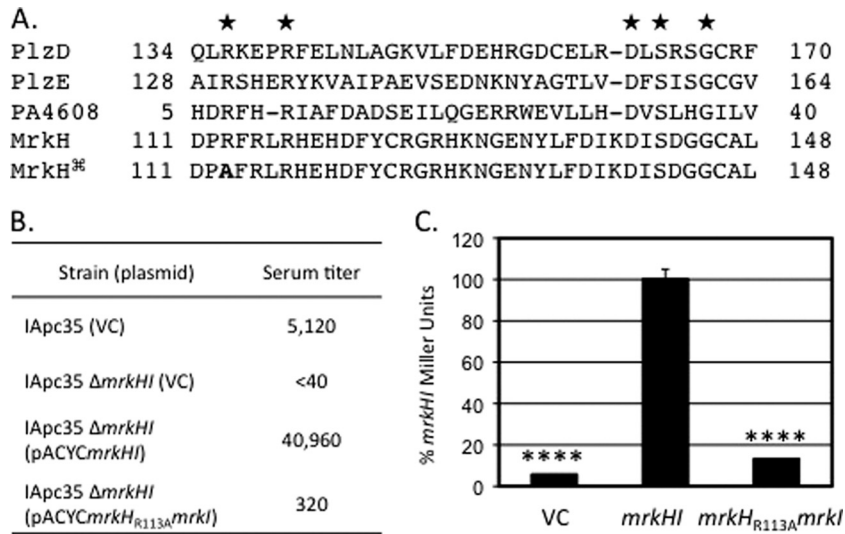 A.
★ ★ ★ ★ ★
PlzD 134 QLRKEPRFELNLAGKVLFDEHRGDCELR-DLSRSGCRF 170
PlzE 128 AIRSHERYKVAIPAEVSEDNKNYAGTLV-DFSISGCGV 164
PA4608 5 HDRFH-RIAFDADSEILQGERRWEVLLH-DVSLHGILV 40
MrkH 111 DPRFRLRHEHDFYCRGRHKNGENYLFDIKDISDGGCAL 148
MrkH⌘ 111 DPAFRLRHEHDFYCRGRHKNGENYLFDIKDISDGGCAL 148
B.
Strain (plasmid) Serum titer
IApc35 (VC) 5,120
IApc35 ΔmrkHI (VC) <40
IApc35 ΔmrkHI
(pACYCmrkHI) 40,960
IApc35 ΔmrkHI
(pACYCmrkHR113AmrkI) 320
C.
% mrkHI Miller Units
120
100
80
60
40
20
0
****
****
VC mrkHI mrkHR113AmrkI